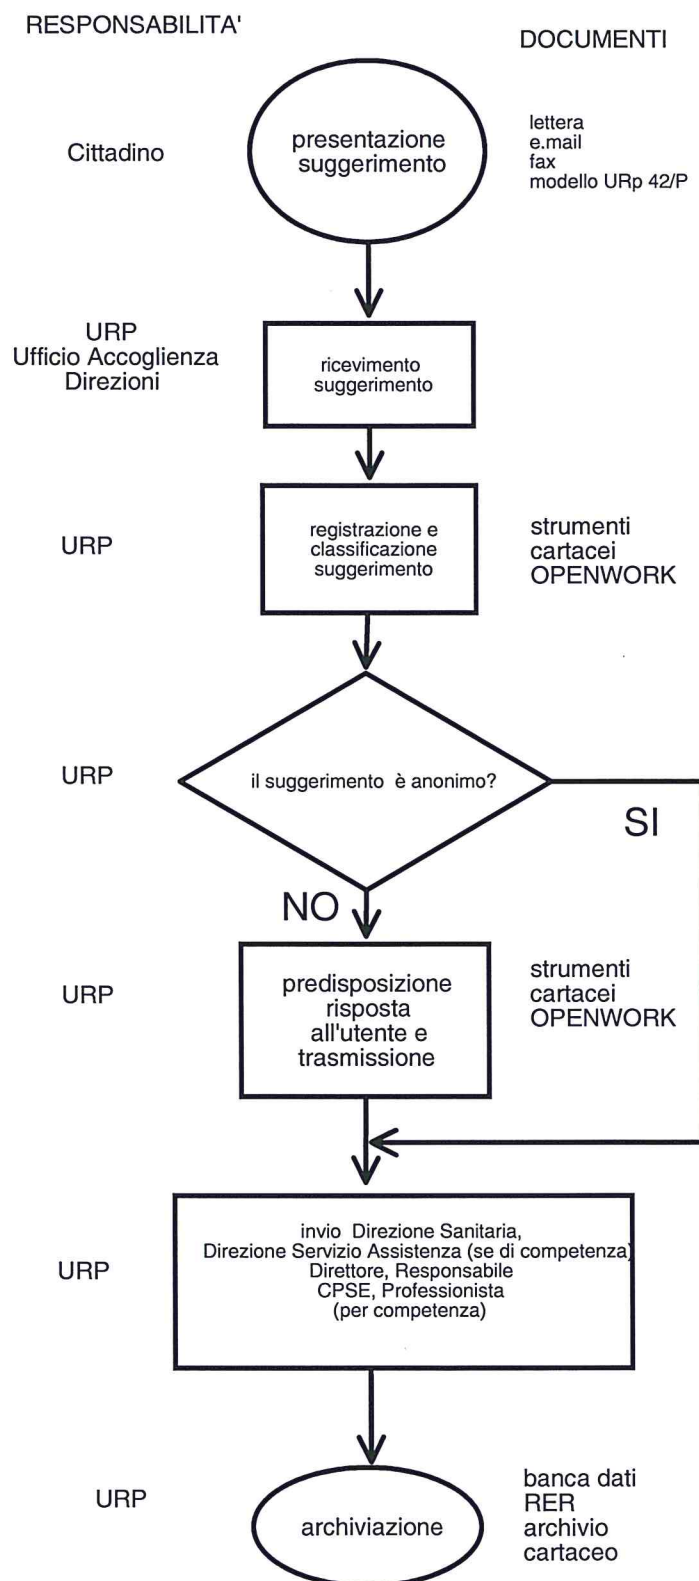 RESPONSABILITA'
DOCUMENTI
Cittadino
presentazione
suggerimento
lettera
e.mail
fax
modello URp 42/P
URP
Ufficio Accoglienza
Direzioni
ricevimento
suggerimento
URP
registrazione e
classificazione
suggerimento
strumenti
cartacei
OPENWORK
URP
il suggerimento è anonimo?
SI
NO
URP
predisposizione
risposta
all'utente e
trasmissione
strumenti
cartacei
OPENWORK
URP
invio Direzione Sanitaria,
Direzione Servizio Assistenza (se di competenza)
Direttore, Responsabile
CPSE, Professionista
(per competenza)
URP
archiviazione
banca dati
RER
archivio
cartaceo